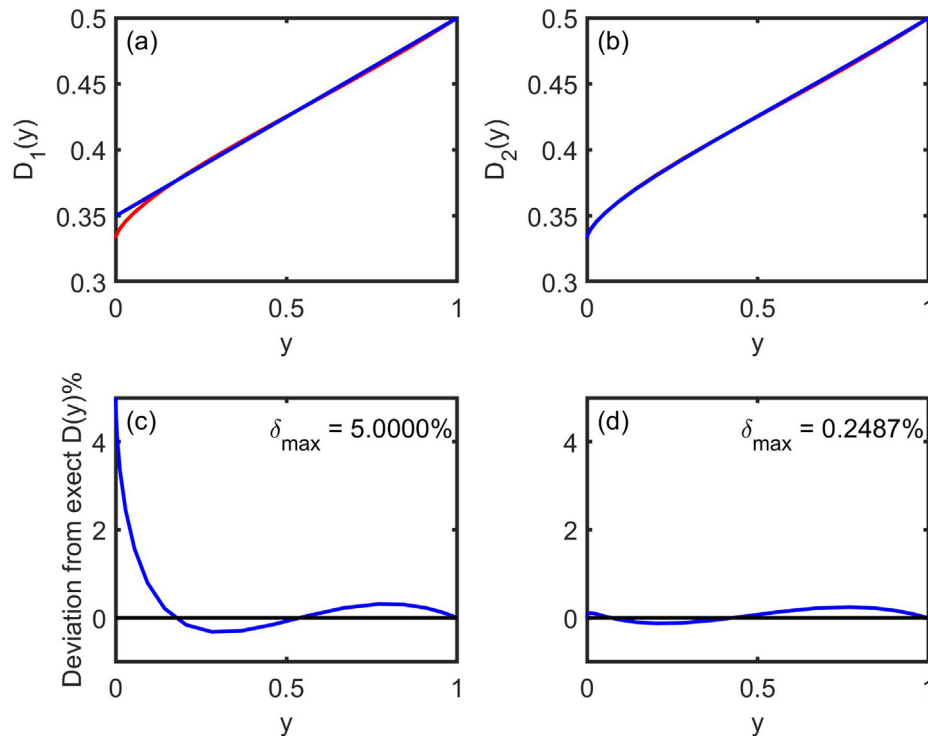 (a)
0.5
0.45
0.4
0.35
0.3
D1(y)
0
0.5
1
y
(b)
0.5
0.45
0.4
0.35
0.3
D2(y)
0
0.5
1
y
(c)
δmax = 5.0000%
4
2
0
Deviation from exect D(y)%
0
0.5
1
y
(d)
δmax = 0.2487%
4
2
0
0
0.5
1
y